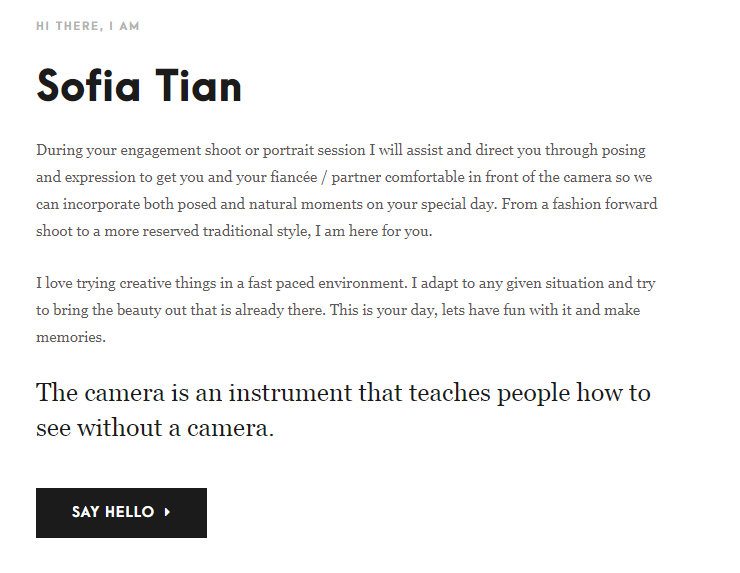 HI THERE, I AM
Sofia Tian
During your engagement shoot or portrait session I will assist and direct you through posing
and expression to get you and your fiancée / partner comfortable in front of the camera so we
can incorporate both posed and natural moments on your special day. From a fashion forward
shoot to a more reserved traditional style, I am here for you.
I love trying creative things in a fast paced environment. I adapt to any given situation and try
to bring the beauty out that is already there. This is your day, lets have fun with it and make
memories.
The camera is an instrument that teaches people how to
see without a camera.
SAY HELLO